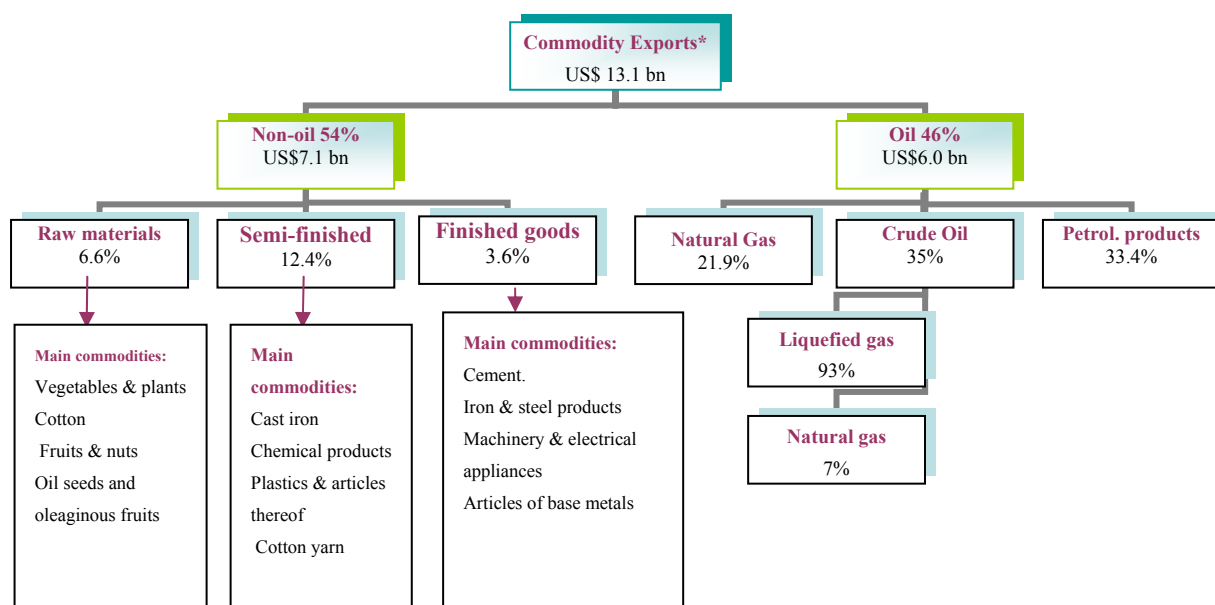 Commodity Exports*
US$ 13.1 bn
Non-oil 54%
US$7.1 bn
Oil 46%
US$6.0 bn
Raw materials
6.6%
Semi-finished
12.4%
Finished goods
3.6%
Natural Gas
21.9%
Crude Oil
35%
Petrol. products
33.4%
Main commodities:
Vegetables & plants
Cotton
Fruits & nuts
Oil seeds and
oleaginous fruits
Main
commodities:
Cast iron
Chemical products
Plastics & articles
thereof
Cotton yarn
Main commodities:
Cement.
Iron & steel products
Machinery & electrical
appliances
Articles of base metals
Liquefied gas
93%
Natural gas
7%